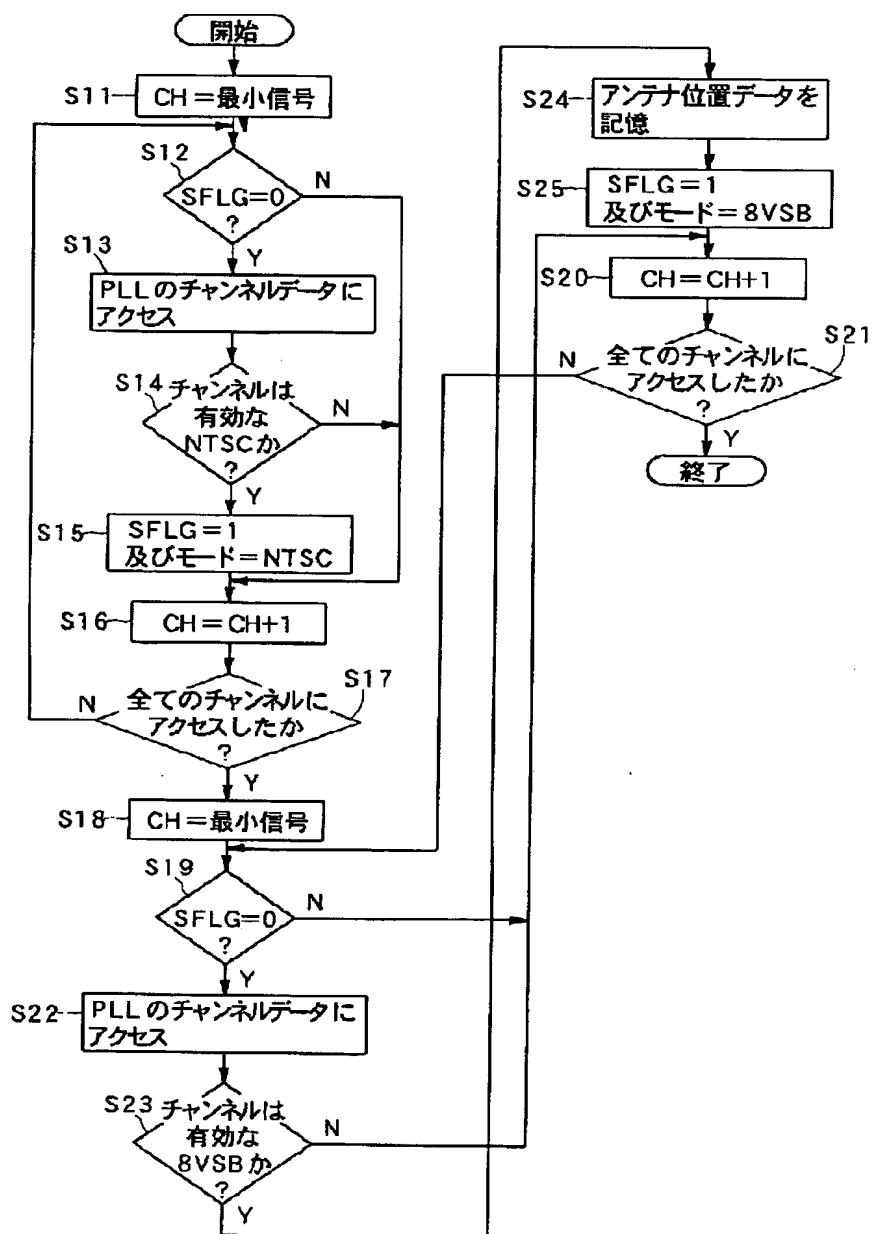 開始
S11
CH=最小信号
S12
SFLG=0
?
N
Y
S13
PLLのチャンネルデータに
アクセス
S14
チャンネルは
有効な
NTSCか
?
N
Y
S15
SFLG=1
及びモード=NTSC
S16
CH=CH+1
S17
全てのチャンネルに
アクセスしたか
?
N
Y
S18
CH=最小信号
S19
SFLG=0
?
N
Y
S22
PLLのチャンネルデータに
アクセス
S23
チャンネルは
有効な
8VSBか
?
N
Y
S24
アンテナ位置データを
記憶
S25
SFLG=1
及びモード=8VSB
S20
CH=CH+1
S21
全てのチャンネルに
アクセスしたか
?
N
Y
終了